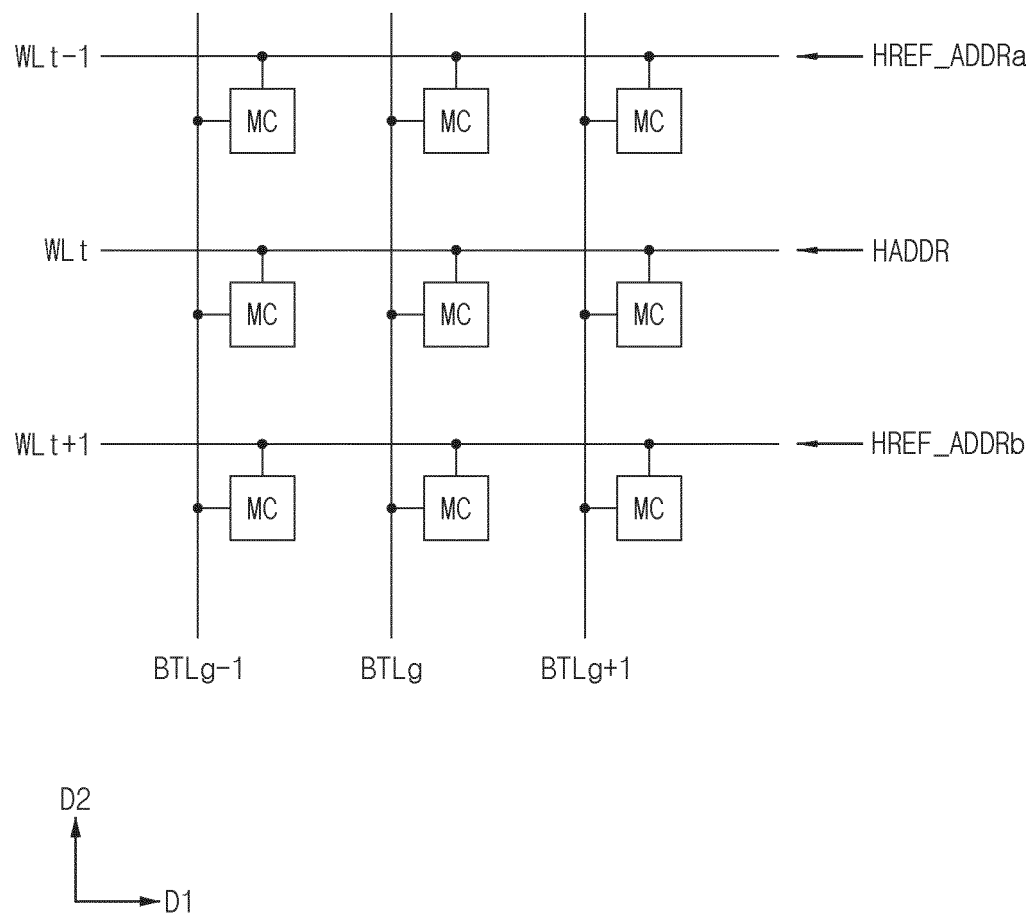 WLt-1 HREF_ADDRa
MC MC MC
WLt HADDR
MC MC MC
WLt+1 HREF_ADDRb
MC MC MC
BTLg-1 BTLg BTLg+1
D2
D1